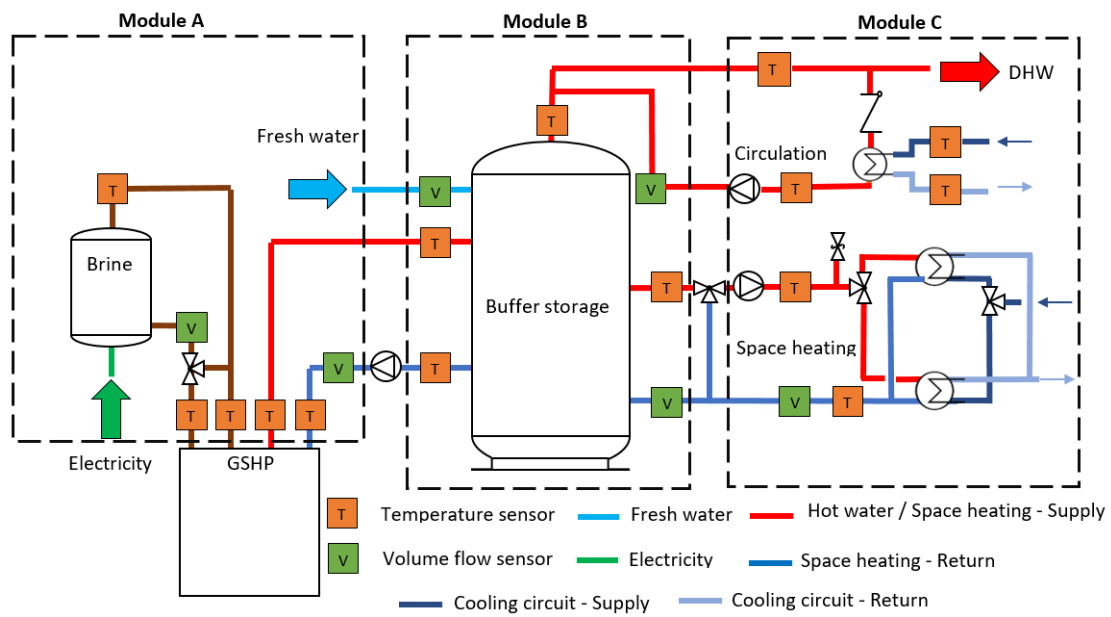 Module A
Module B
Module C
T
DHW
T
Fresh water
Circulation
T
T
V
V
T
T
T
Brine
T
Buffer storage
T
T
V
Space heating
V
T
V
V
T
T
T
T
T
Electricity
GSHP
T
Temperature sensor
Fresh water
Hot water / Space heating - Supply
V
Volume flow sensor
Electricity
Space heating - Return
Cooling circuit - Supply
Cooling circuit - Return